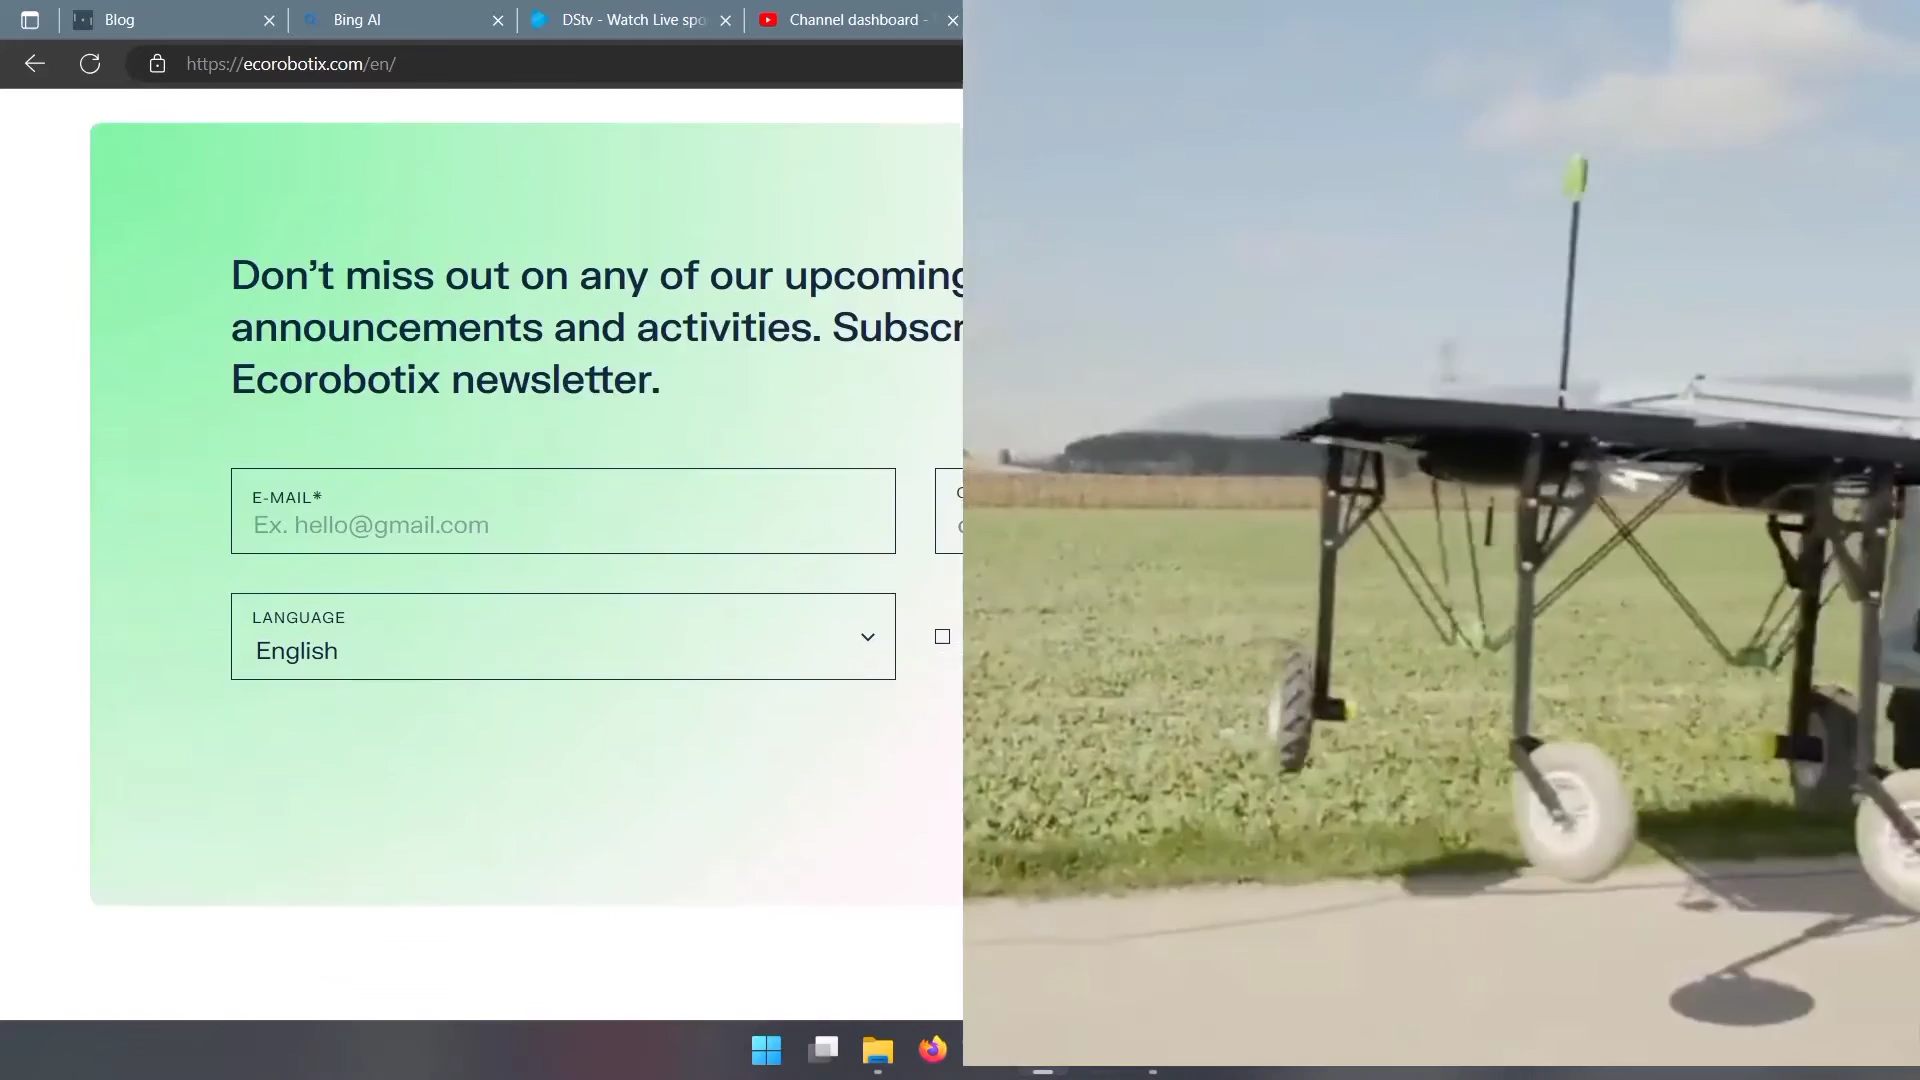 Blog
Bing AI
DStv - Watch Live spo
Channel dashboard -
https://ecorobotix.com/en/
Don’t miss out on any of our upcoming
announcements and activities. Subscr
Ecorobotix newsletter.
E-MAIL*
Ex. hello@gmail.com
LANGUAGE
English